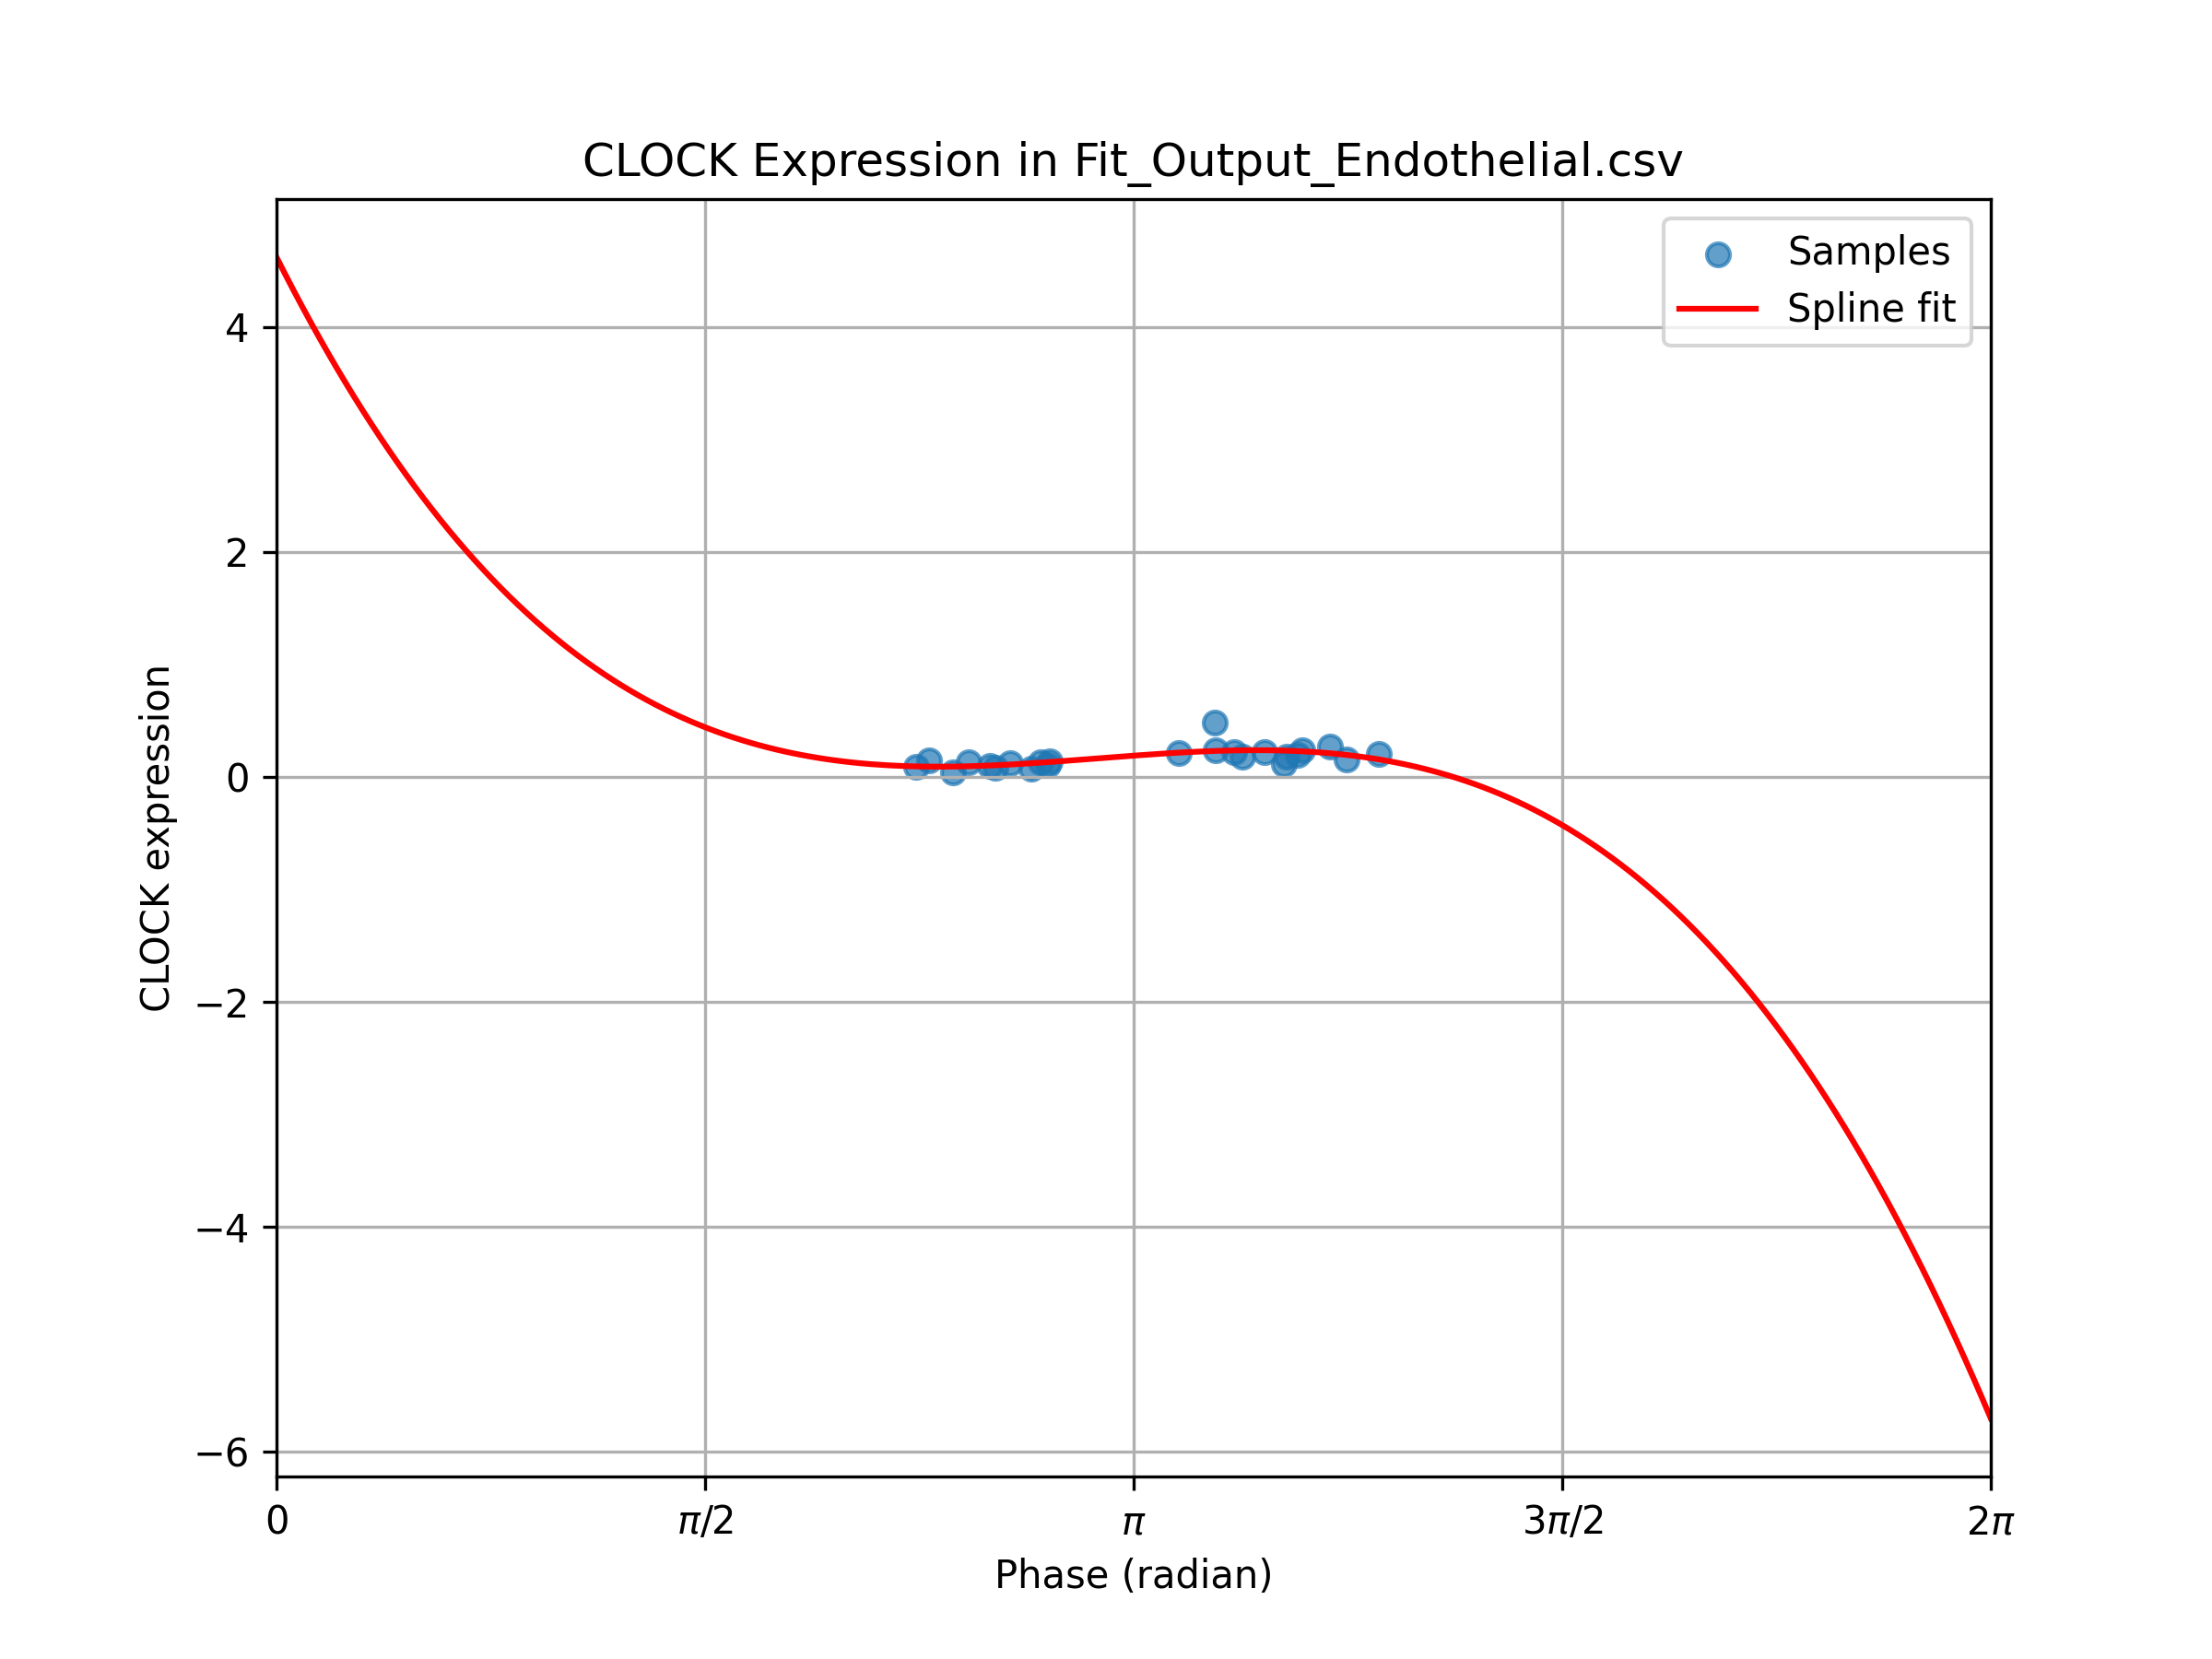 CLOCK Expression in Fit_Output_Endothelial.csv
Samples
Spline fit
CLOCK expression
4
2
0
−2
−4
−6
0
π/2
π
3π/2
2π
Phase (radian)